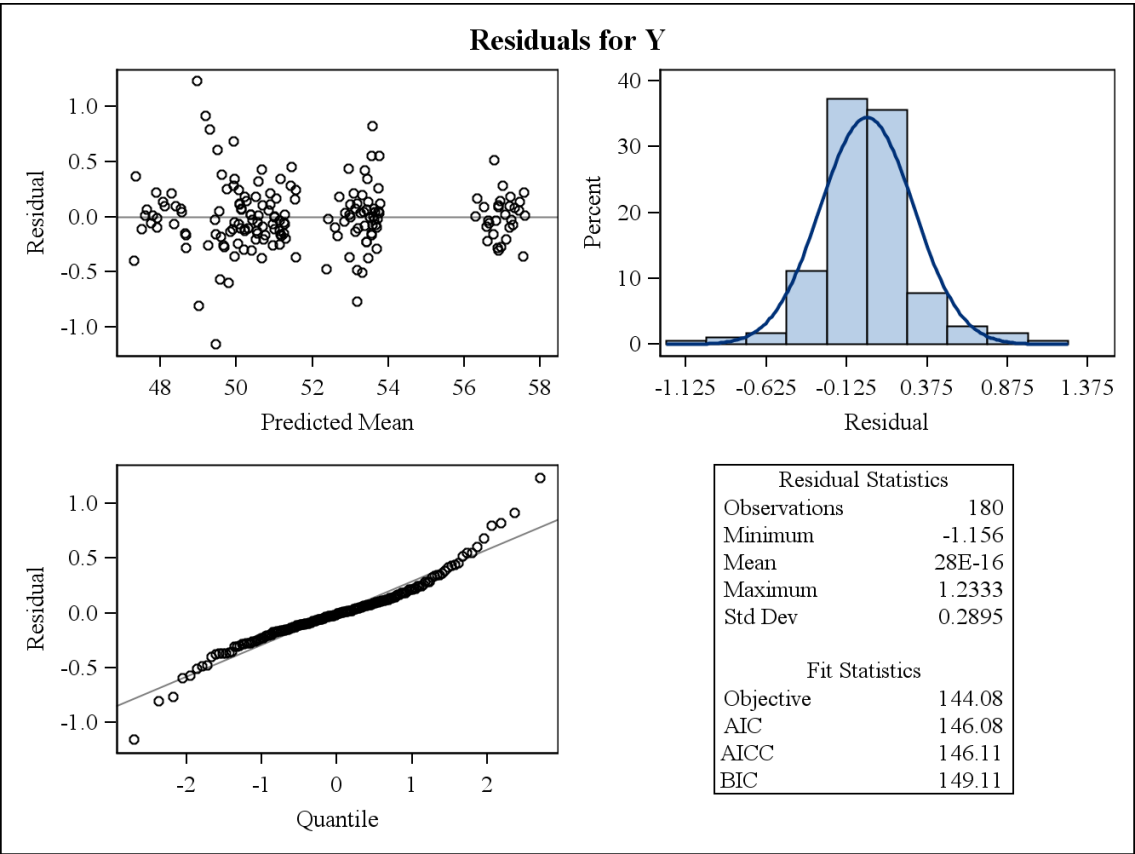 Residuals for Y
1.0
0.5
0.0
-0.5
-1.0
Residual
48 50 52 54 56 58
Predicted Mean
40
30
20
10
0
Percent
-1.125 -0.625 -0.125 0.375 0.875 1.375
Residual
1.0
0.5
0.0
-0.5
-1.0
Residual
-2 -1 0 1 2
Quantile
Residual Statistics
Observations 180
Minimum -1.156
Mean 28E-16
Maximum 1.2333
Std Dev 0.2895
Fit Statistics
Objective 144.08
AIC 146.08
AICC 146.11
BIC 149.11